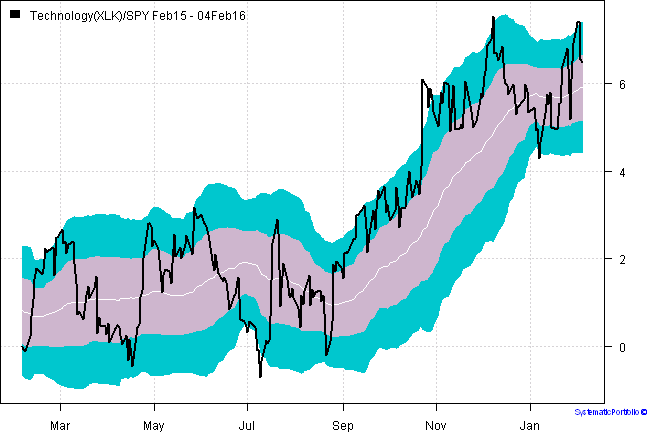 Technology(XLK)/SPY Feb15 - 04Feb16
6
4
2
0
Mar May Jul Sep Nov Jan
SystematicPortfolio ©